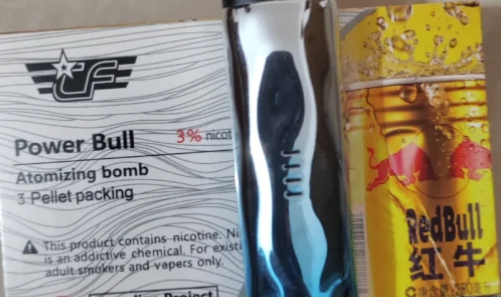 Power Bull
3% nicot
Atomizing bomb
3 Pellet packing
This product contains nicotine. Ni
is an addictive chemical. For existi
adult smokers and vapers only.
Project
RedBull
红牛